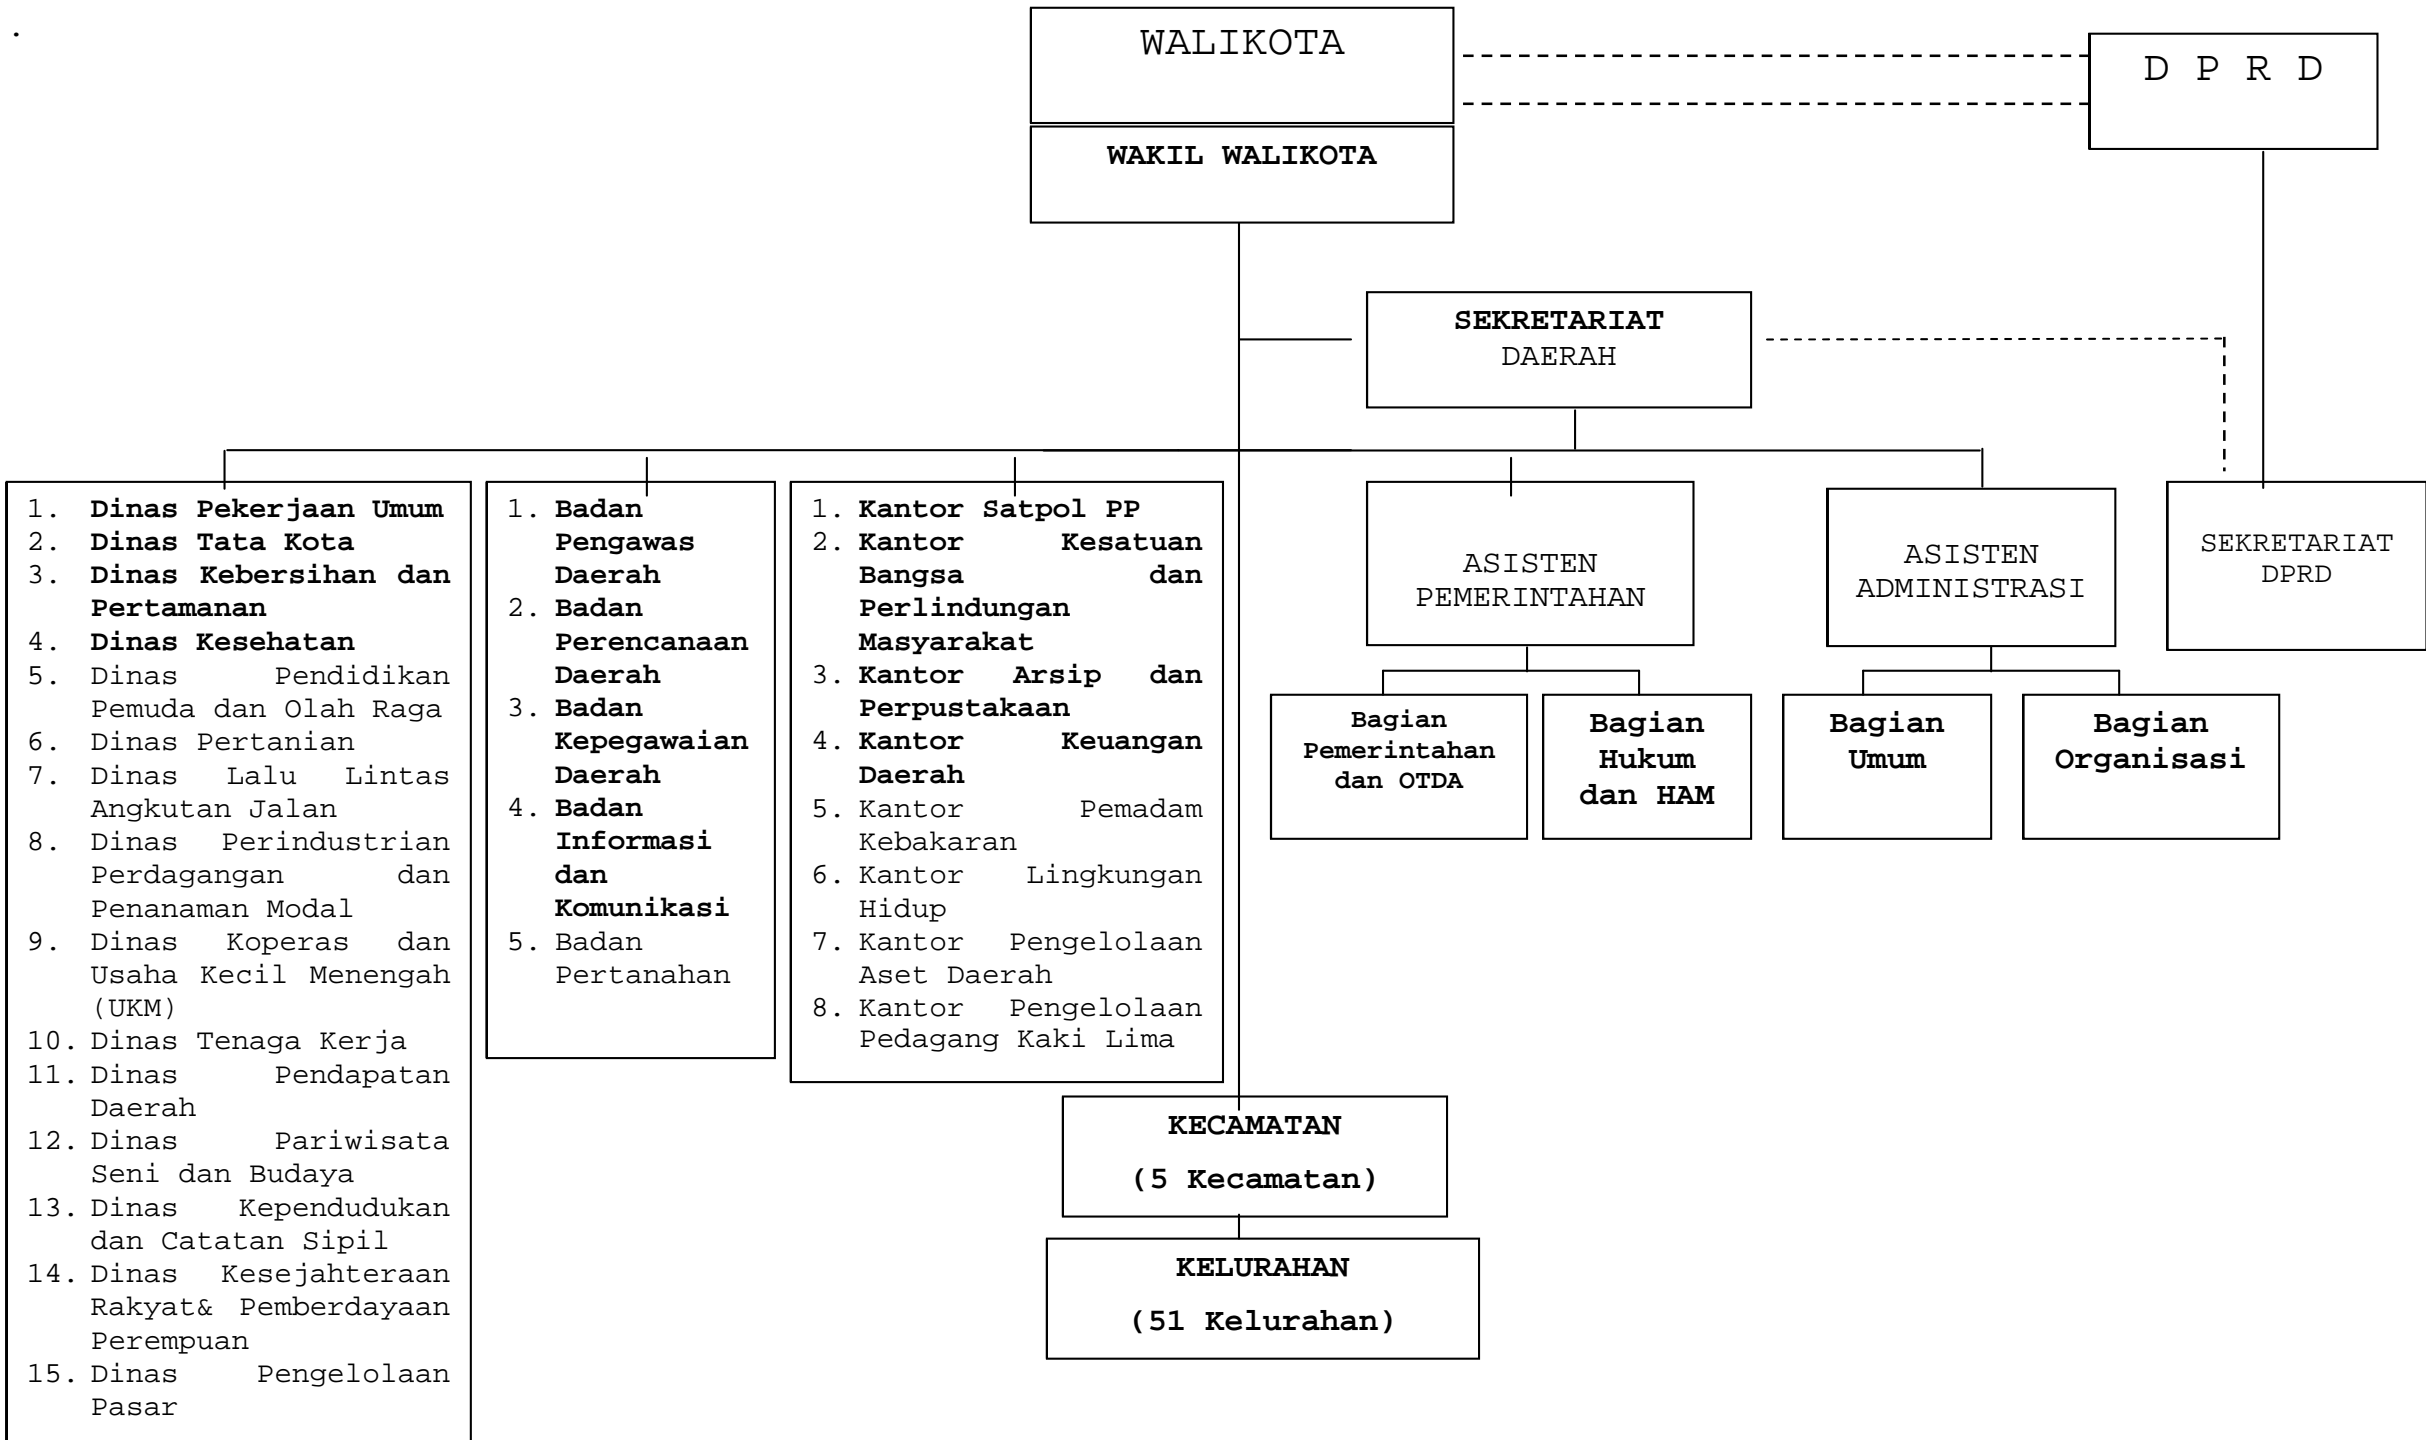 .
WALIKOTA
D P R D
WAKIL WALIKOTA
SEKRETARIAT
DAERAH
1. Dinas Pekerjaan Umum
2. Dinas Tata Kota
3. Dinas Kebersihan dan
Pertamanan
4. Dinas Kesehatan
5. Dinas Pendidikan
Pemuda dan Olah Raga
6. Dinas Pertanian
7. Dinas Lalu Lintas
Angkutan Jalan
8. Dinas Perindustrian
Perdagangan dan
Penanaman Modal
9. Dinas Koperas dan
Usaha Kecil Menengah
(UKM)
10. Dinas Tenaga Kerja
11. Dinas Pendapatan
Daerah
12. Dinas Pariwisata
Seni dan Budaya
13. Dinas Kependudukan
dan Catatan Sipil
14. Dinas Kesejahteraan
Rakyat& Pemberdayaan
Perempuan
15. Dinas Pengelolaan
Pasar
1. Badan
Pengawas
Daerah
2. Badan
Perencanaan
Daerah
3. Badan
Kepegawaian
Daerah
4. Badan
Informasi
dan
Komunikasi
5. Badan
Pertanahan
1. Kantor Satpol PP
2. Kantor Kesatuan
Bangsa dan
Perlindungan
Masyarakat
3. Kantor Arsip dan
Perpustakaan
4. Kantor Keuangan
Daerah
5. Kantor Pemadam
Kebakaran
6. Kantor Lingkungan
Hidup
7. Kantor Pengelolaan
Aset Daerah
8. Kantor Pengelolaan
Pedagang Kaki Lima
ASISTEN
PEMERINTAHAN
ASISTEN
ADMINISTRASI
SEKRETARIAT
DPRD
Bagian
Pemerintahan
dan OTDA
Bagian
Hukum
dan HAM
Bagian
Umum
Bagian
Organisasi
KECAMATAN
(5 Kecamatan)
KELURAHAN
(51 Kelurahan)